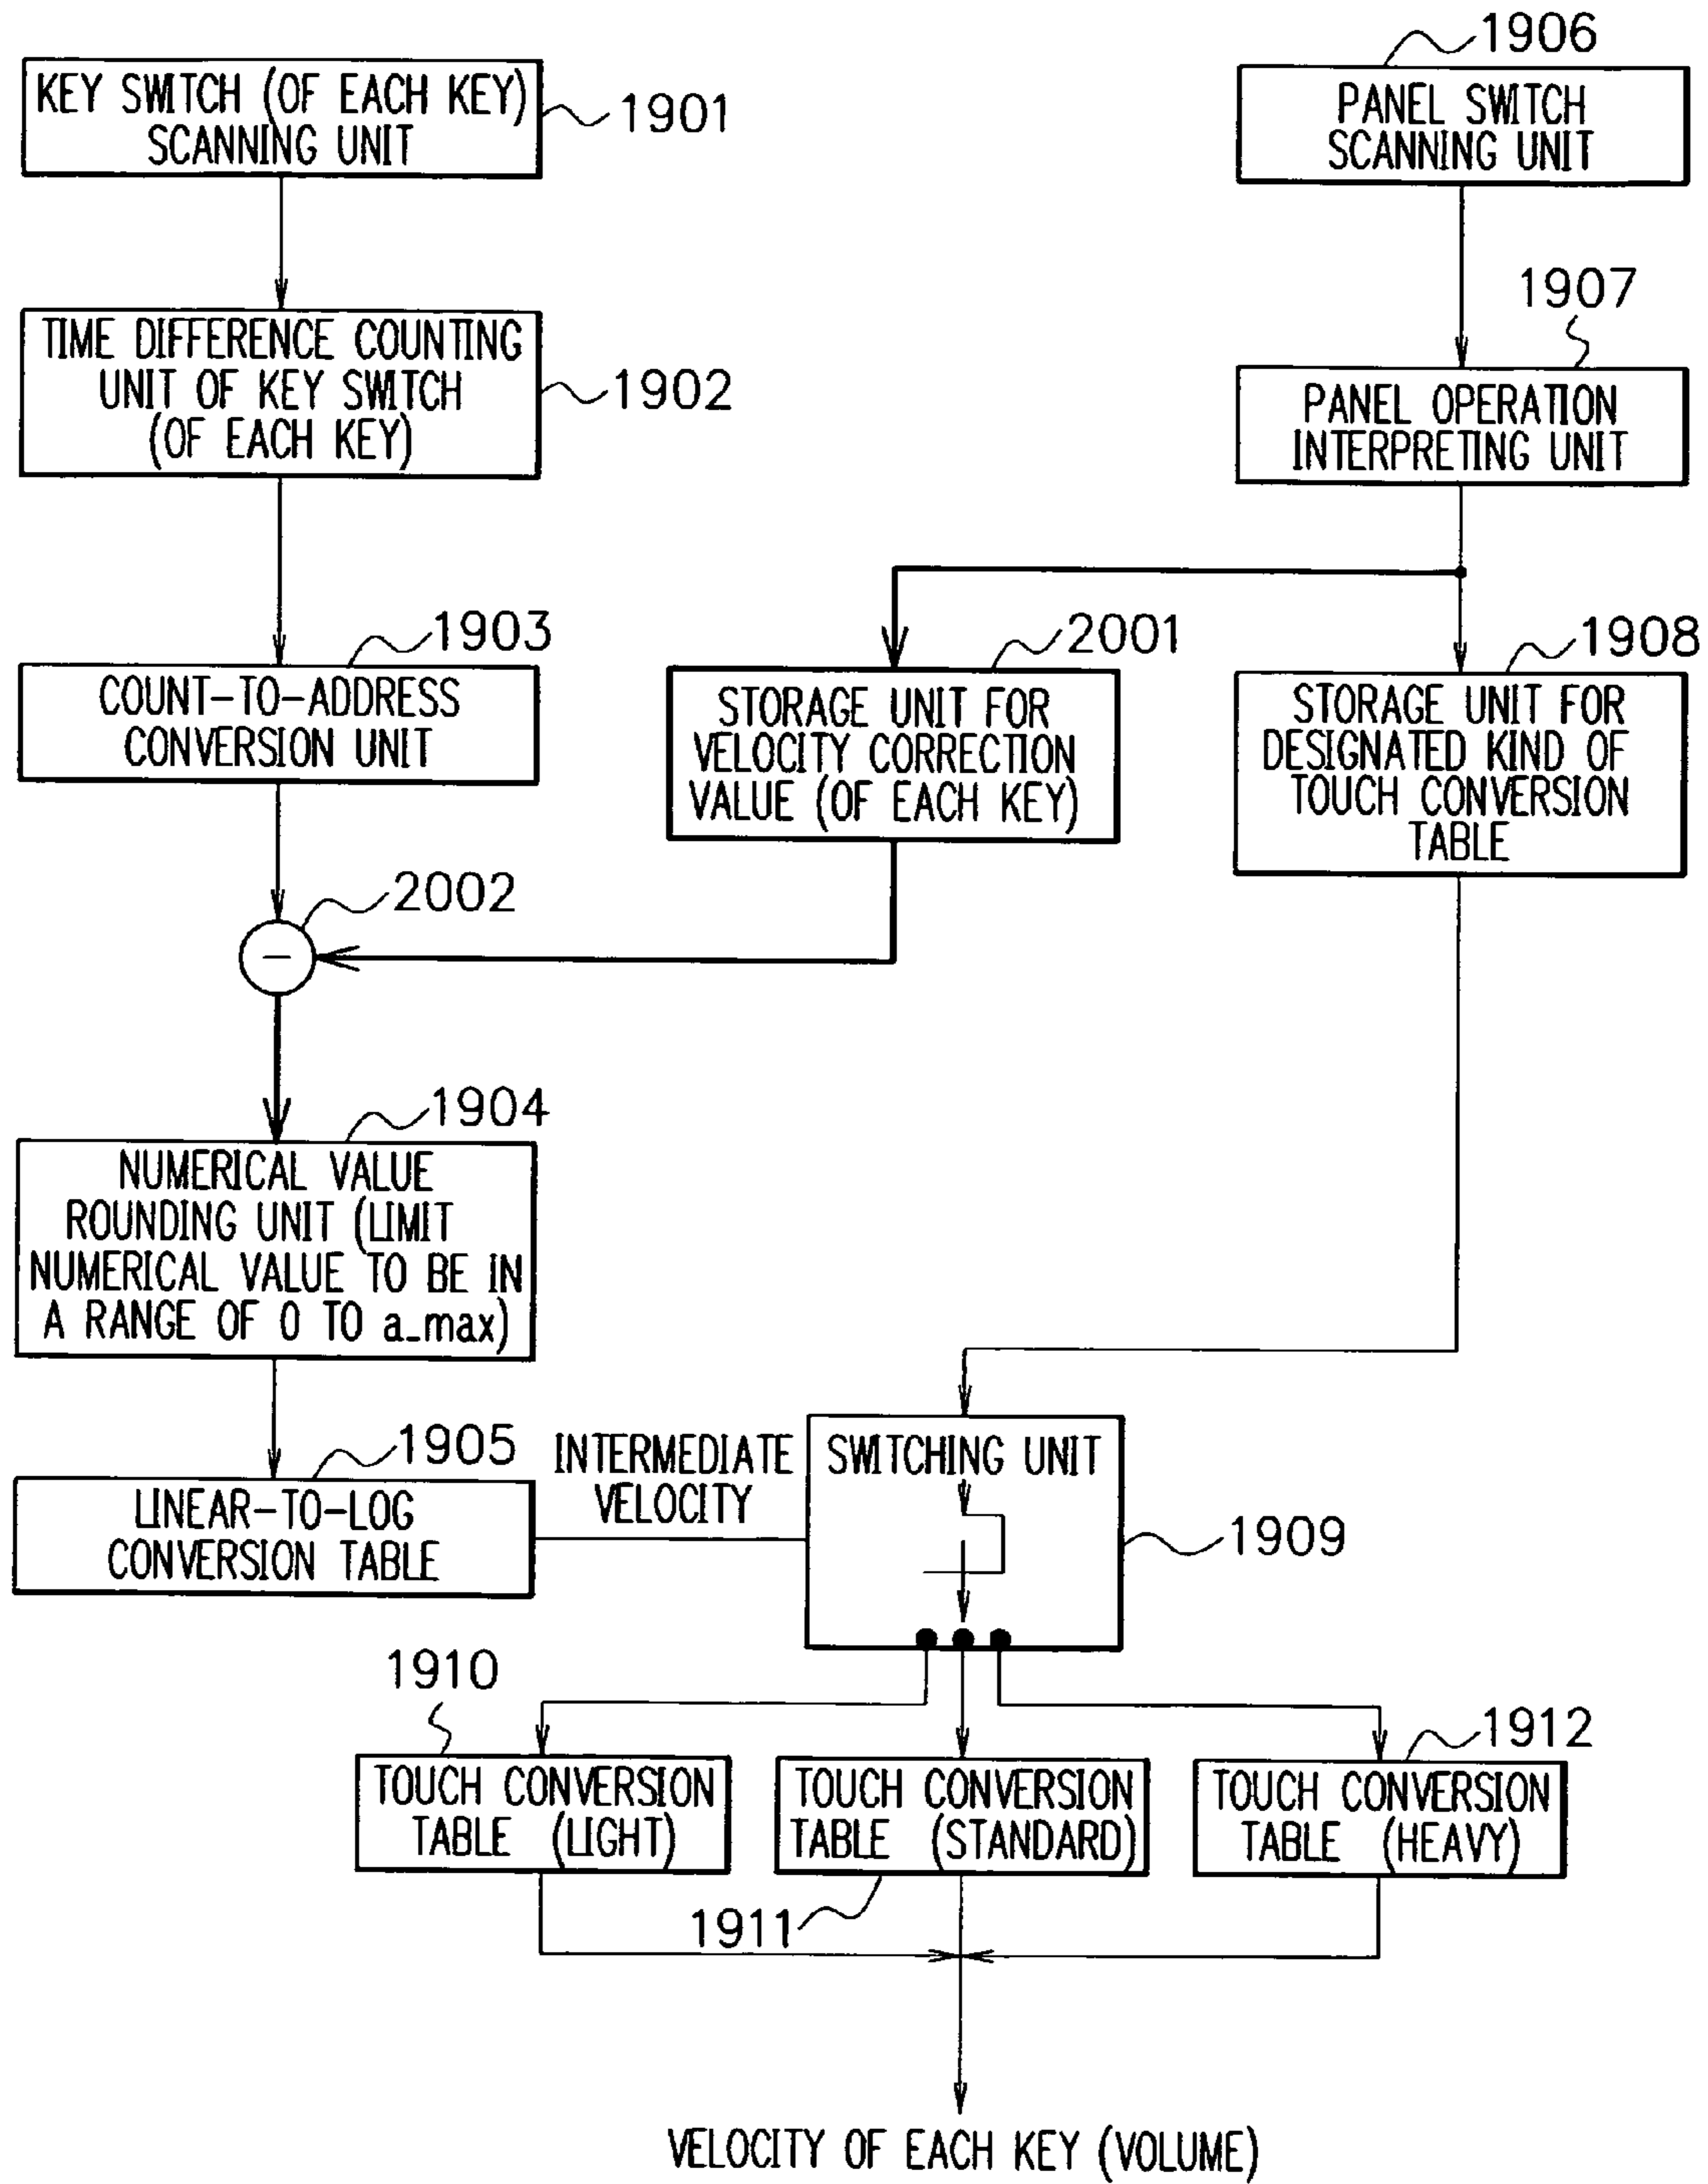 1906
KEY SWITCH (OF EACH KEY)
SCANNING UNIT
1901
PANEL SWITCH
SCANNING UNIT
1907
TIME DIFFERENCE COUNTING
UNIT OF KEY SWITCH
(OF EACH KEY)
1902
PANEL OPERATION
INTERPRETING UNIT
1903
COUNT-TO-ADDRESS
CONVERSION UNIT
2001
STORAGE UNIT FOR
VELOCITY CORRECTION
VALUE (OF EACH KEY)
1908
STORAGE UNIT FOR
DESIGNATED KIND OF
TOUCH CONVERSION
TABLE
2002
−
1904
NUMERICAL VALUE
ROUNDING UNIT (LIMIT
NUMERICAL VALUE TO BE IN
A RANGE OF 0 TO a_max)
1905
LINEAR-TO-LOG
CONVERSION TABLE
INTERMEDIATE
VELOCITY
SWITCHING UNIT
1909
1910
TOUCH CONVERSION
TABLE (LIGHT)
TOUCH CONVERSION
TABLE (STANDARD)
1911
1912
TOUCH CONVERSION
TABLE (HEAVY)
VELOCITY OF EACH KEY (VOLUME)